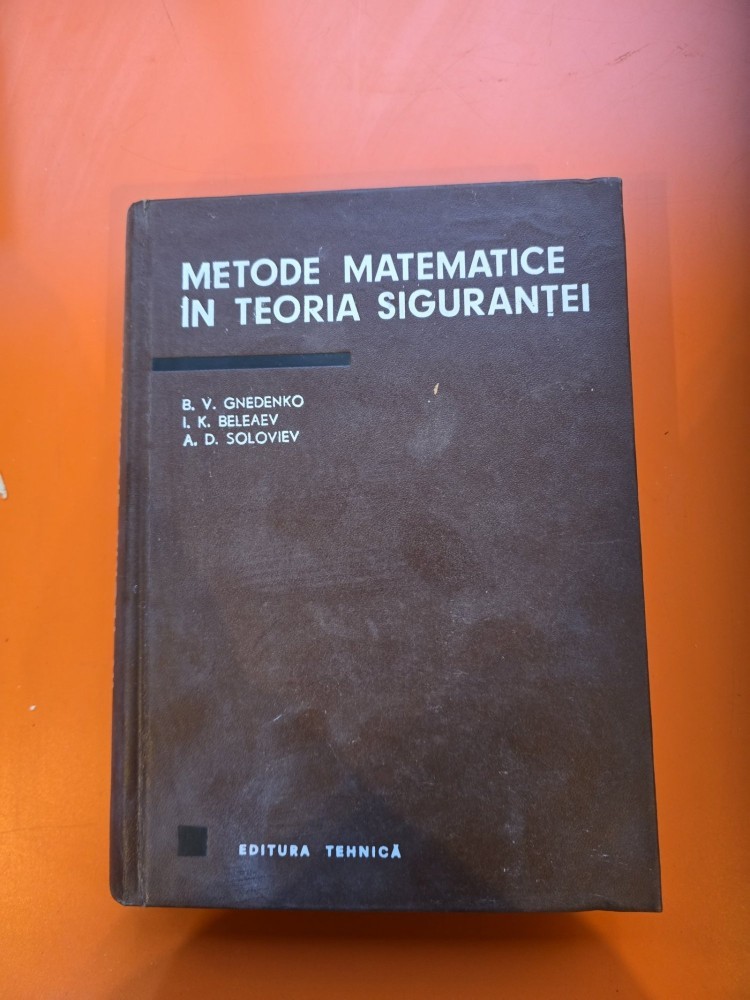 METODE MATEMATICE
ÎN TEORIA SIGURANȚEI
B. V. GNEDENKO
I. K. BELEAEV
A. D. SOLOVIEV
EDITURA TEHNICĂ